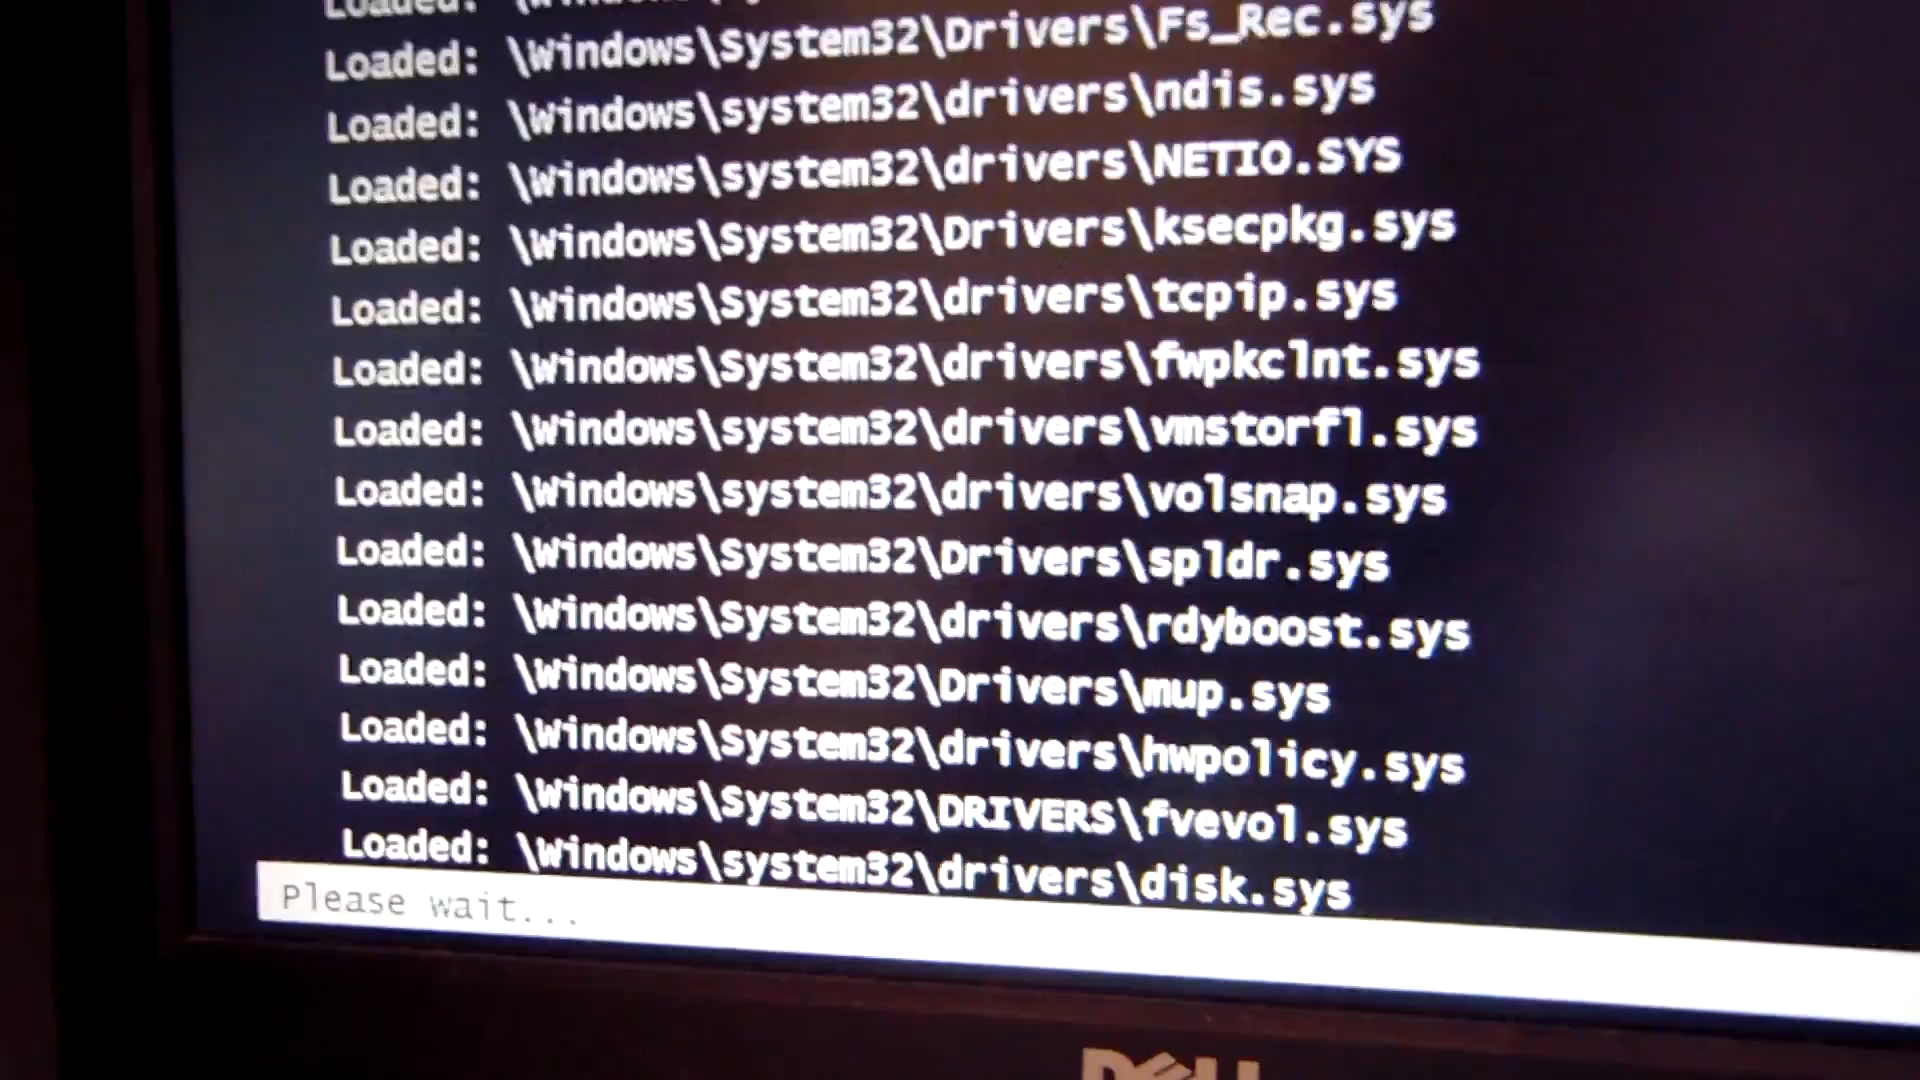 Loaded: \Windows\System32\Drivers\Fs_Rec.sys
Loaded: \Windows\system32\drivers\ndis.sys
Loaded: \Windows\system32\drivers\NETIO.SYS
Loaded: \Windows\System32\Drivers\ksecpkg.sys
Loaded: \Windows\System32\drivers\tcpip.sys
Loaded: \Windows\System32\drivers\fwpkclnt.sys
Loaded: \Windows\system32\drivers\vmstorfl.sys
Loaded: \Windows\system32\drivers\volsnap.sys
Loaded: \Windows\System32\Drivers\spldr.sys
Loaded: \Windows\System32\drivers\rdyboost.sys
Loaded: \Windows\System32\Drivers\mup.sys
Loaded: \Windows\System32\drivers\hwpolicy.sys
Loaded: \Windows\System32\DRIVERS\fvevol.sys
Loaded: \Windows\system32\drivers\disk.sys
Please wait...
DELL